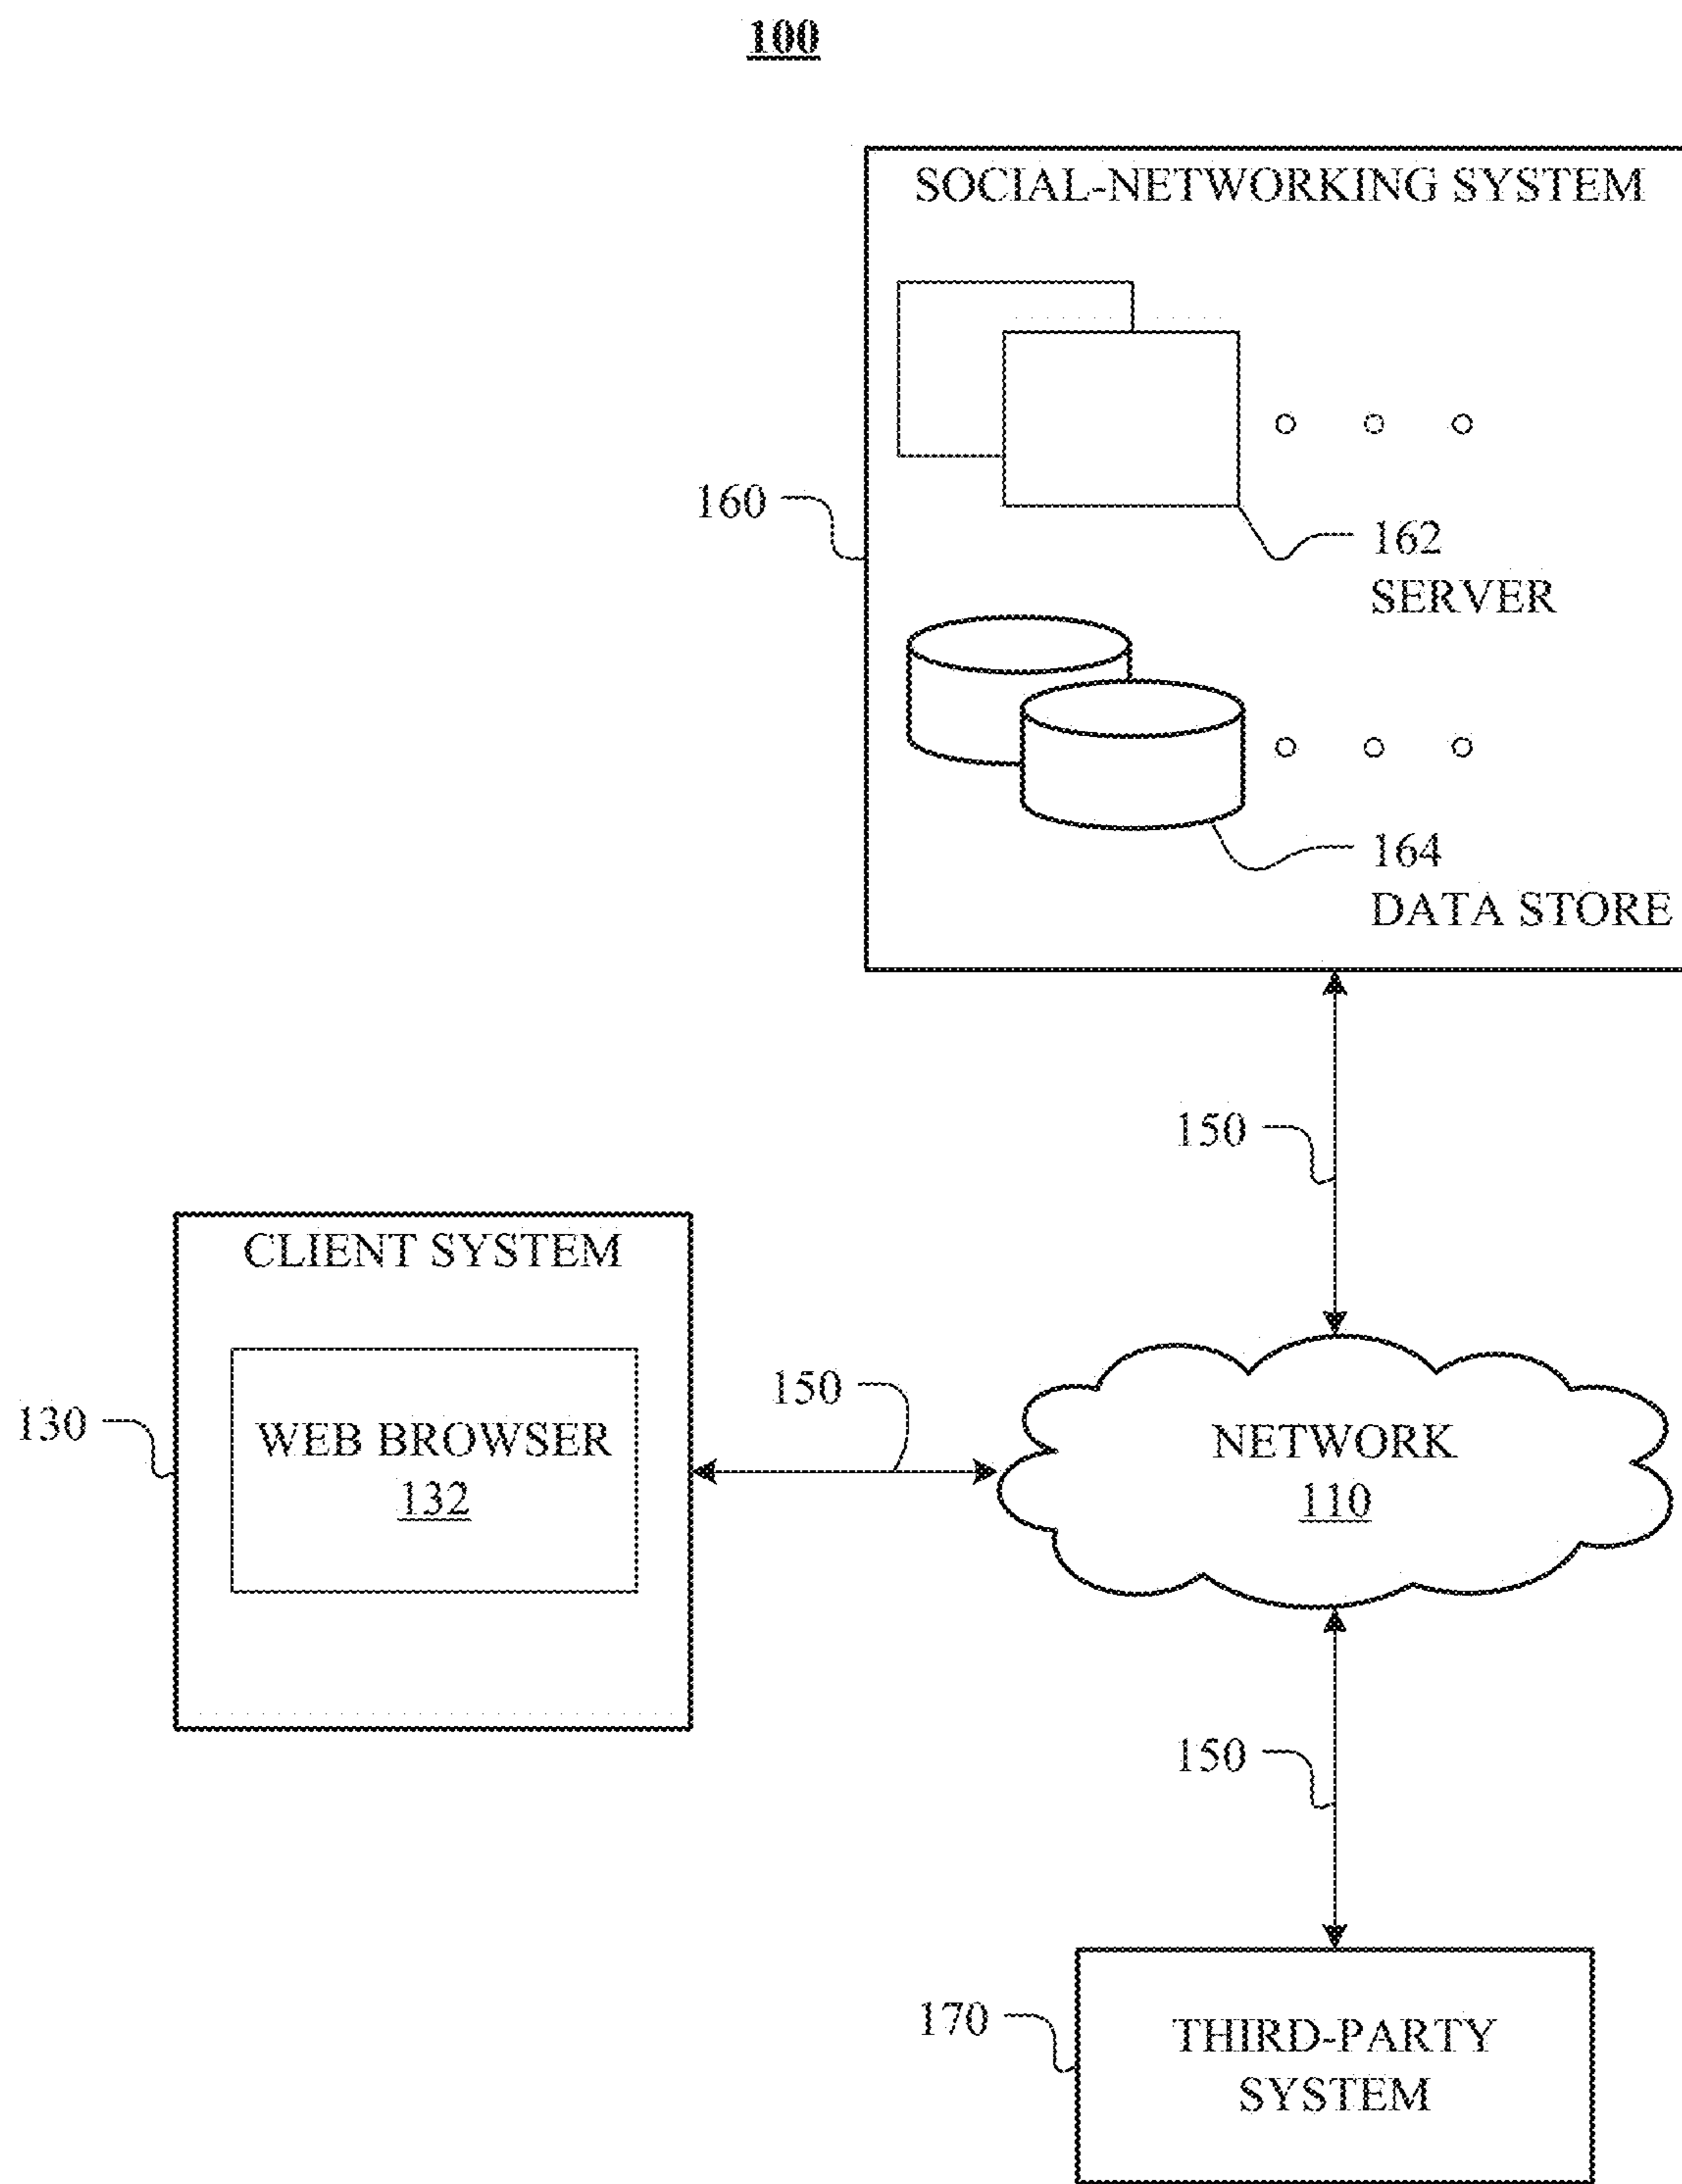 100
SOCIAL-NETWORKING SYSTEM
160
162
SERVER
164
DATA STORE
150
CLIENT SYSTEM
130
WEB BROWSER
132
150
NETWORK
110
150
170
THIRD-PARTY
SYSTEM